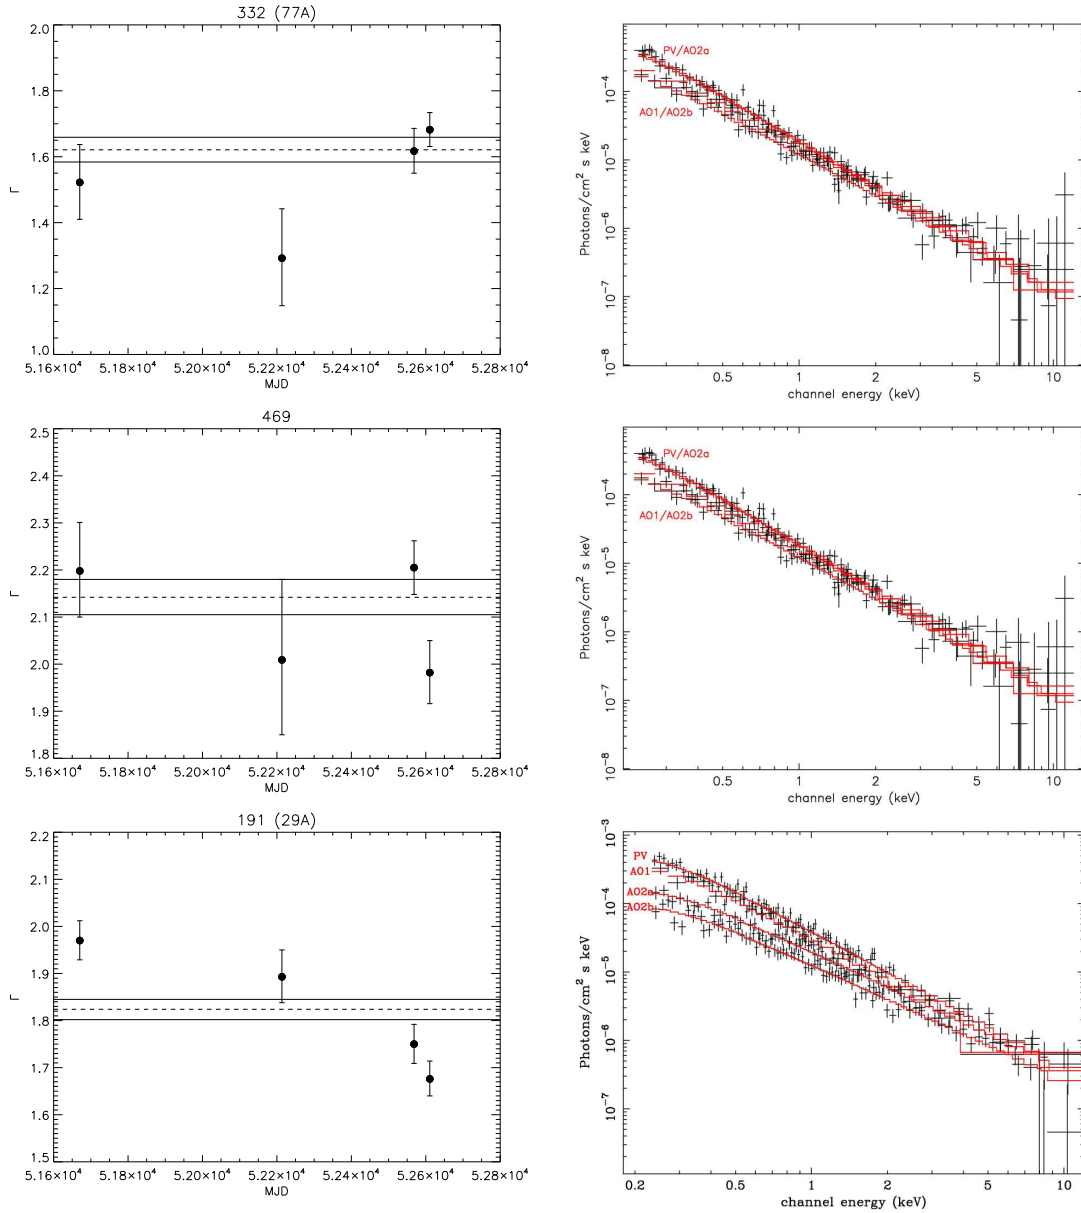 332 (77A)
2.0
1.8
1.6
1.4
1.2
1.0
Γ
5.16×10⁴ 5.18×10⁴ 5.20×10⁴ 5.22×10⁴ 5.24×10⁴ 5.26×10⁴ 5.28×10⁴
MJD
PV/AO2a
AO1/AO2b
10⁻⁴
10⁻⁵
10⁻⁶
10⁻⁷
10⁻⁸
Photons/cm² s keV
0.5 1 2 5 10
channel energy (keV)
469
2.5
2.4
2.3
2.2
2.1
2.0
1.9
1.8
Γ
5.16×10⁴ 5.18×10⁴ 5.20×10⁴ 5.22×10⁴ 5.24×10⁴ 5.26×10⁴ 5.28×10⁴
MJD
PV/AO2a
AO1/AO2b
10⁻⁴
10⁻⁵
10⁻⁶
10⁻⁷
10⁻⁸
Photons/cm² s keV
0.5 1 2 5 10
channel energy (keV)
191 (29A)
2.2
2.1
2.0
1.9
1.8
1.7
1.6
1.5
Γ
5.16×10⁴ 5.18×10⁴ 5.20×10⁴ 5.22×10⁴ 5.24×10⁴ 5.26×10⁴ 5.28×10⁴
MJD
PV
AO1
AO2a
AO2b
10⁻³
10⁻⁴
10⁻⁵
10⁻⁶
10⁻⁷
Photons/cm² s keV
0.2 0.5 1 2 5 10
channel energy (keV)